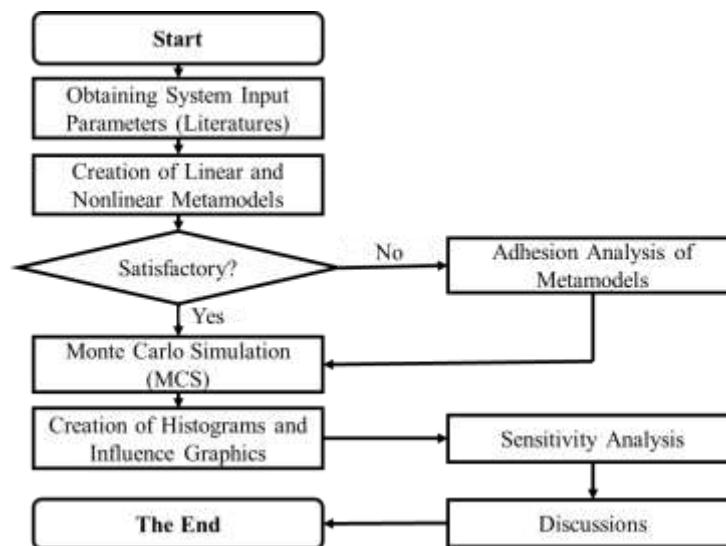 Start
Obtaining System Input
Parameters (Literatures)
Creation of Linear and
Nonlinear Metamodels
Satisfactory?
No
Adhesion Analysis of
Metamodels
Yes
Monte Carlo Simulation
(MCS)
Creation of Histograms and
Influence Graphics
Sensitivity Analysis
Discussions
The End